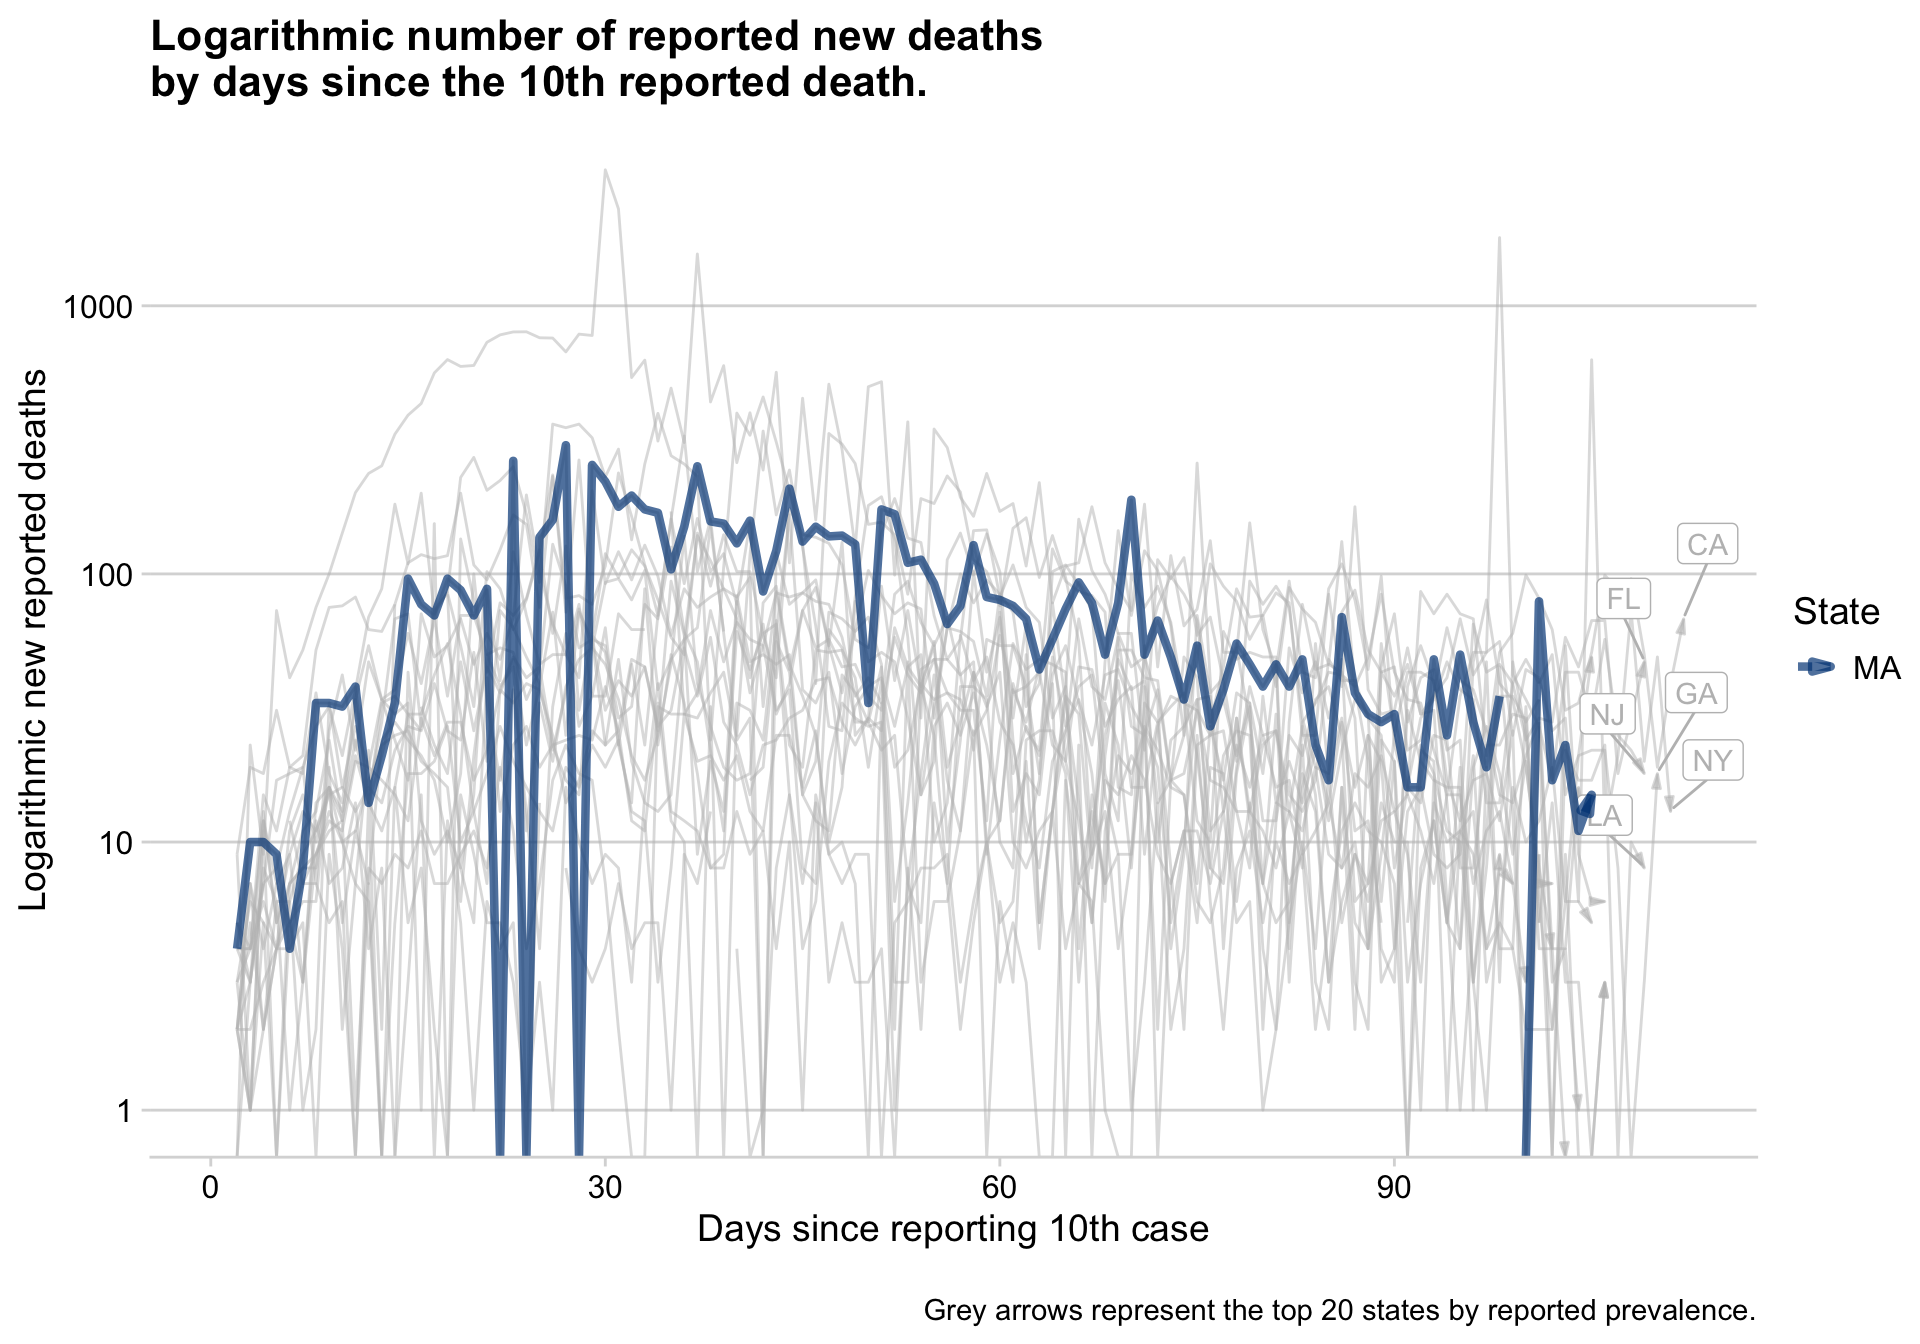 Logarithmic number of reported new deaths
by days since the 10th reported death.
Logarithmic new reported deaths
1000
100
10
1
CA
FL
GA
NJ
NY
LA
State
MA
0
30
60
90
Days since reporting 10th case
Grey arrows represent the top 20 states by reported prevalence.